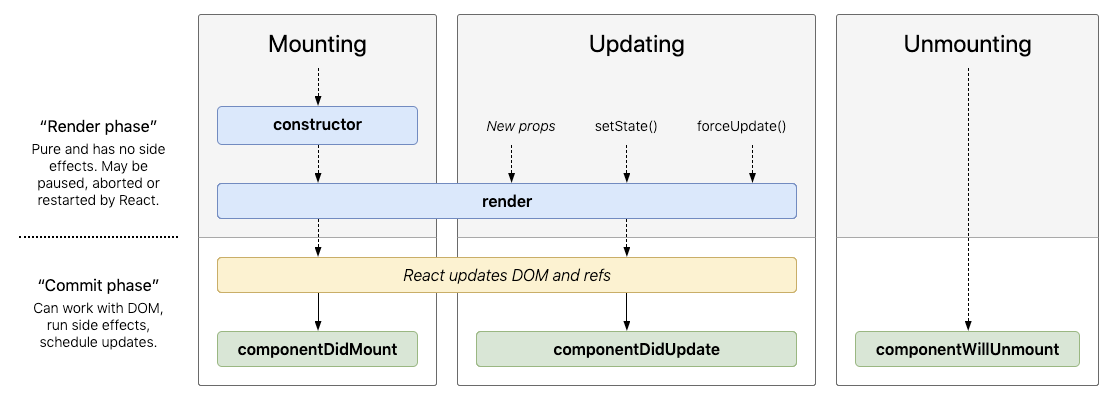 Mounting
Updating
Unmounting
“Render phase”
Pure and has no side
effects. May be
paused, aborted or
restarted by React.
constructor
New props
setState()
forceUpdate()
render
“Commit phase”
Can work with DOM,
run side effects,
schedule updates.
React updates DOM and refs
componentDidMount
componentDidUpdate
componentWillUnmount